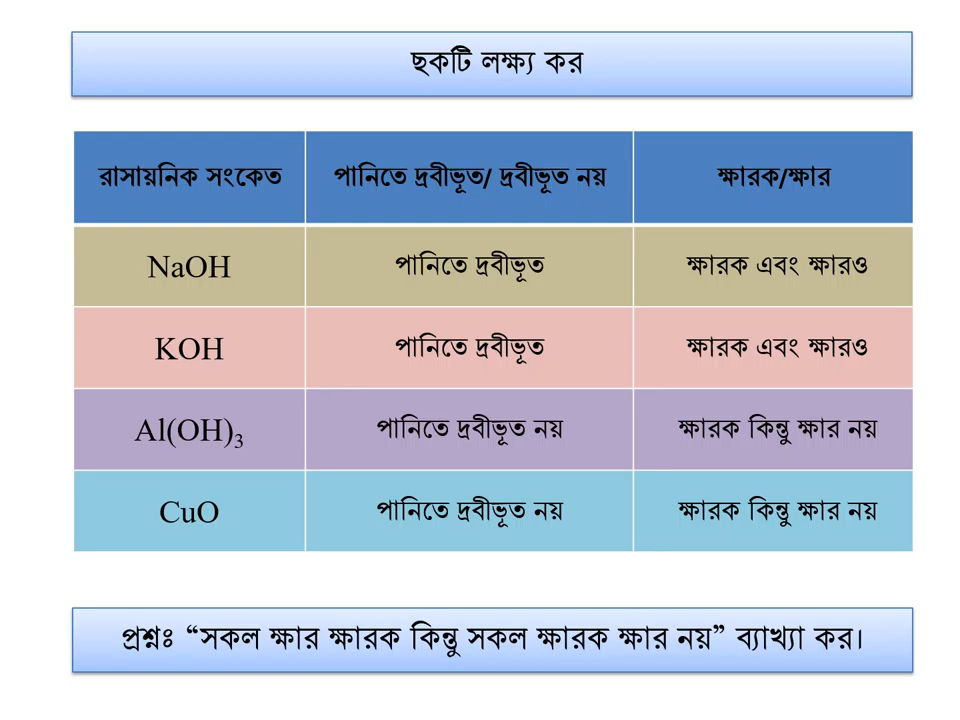 ছকটি লক্ষ্য কর
রাসায়নিক সংকেত পানিতে দ্রবীভূত/ দ্রবীভূত নয় ক্ষারক/ক্ষার
NaOH পানিতে দ্রবীভূত ক্ষারক এবং ক্ষারও
KOH পানিতে দ্রবীভূত ক্ষারক এবং ক্ষারও
Al(OH)₃ পানিতে দ্রবীভূত নয় ক্ষারক কিন্তু ক্ষার নয়
CuO পানিতে দ্রবীভূত নয় ক্ষারক কিন্তু ক্ষার নয়
প্রশ্নঃ “সকল ক্ষার ক্ষারক কিন্তু সকল ক্ষারক ক্ষার নয়” ব্যাখ্যা কর।